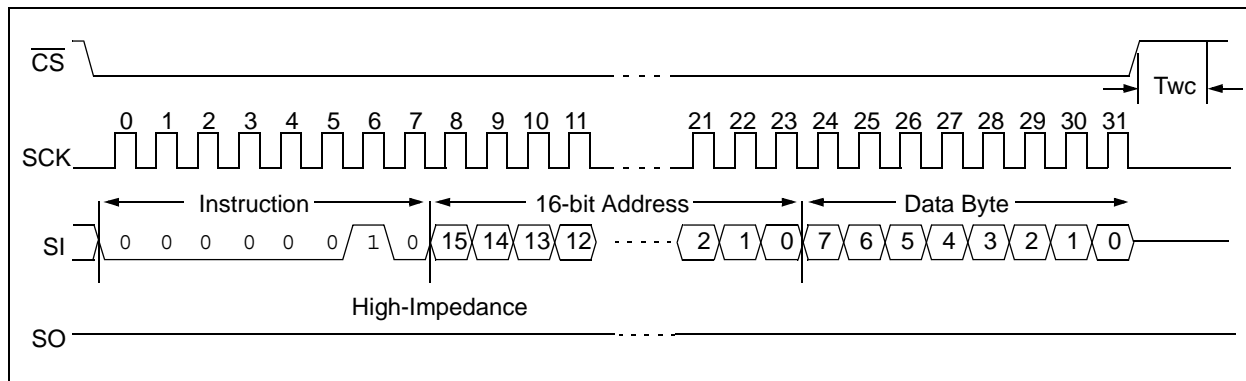 CS
Twc
0 1 2 3 4 5 6 7 8 9 10 11 21 22 23 24 25 26 27 28 29 30 31
SCK
Instruction 16-bit Address Data Byte
SI 0 0 0 0 0 0 1 0 15 14 13 12 2 1 0 7 6 5 4 3 2 1 0
High-Impedance
SO